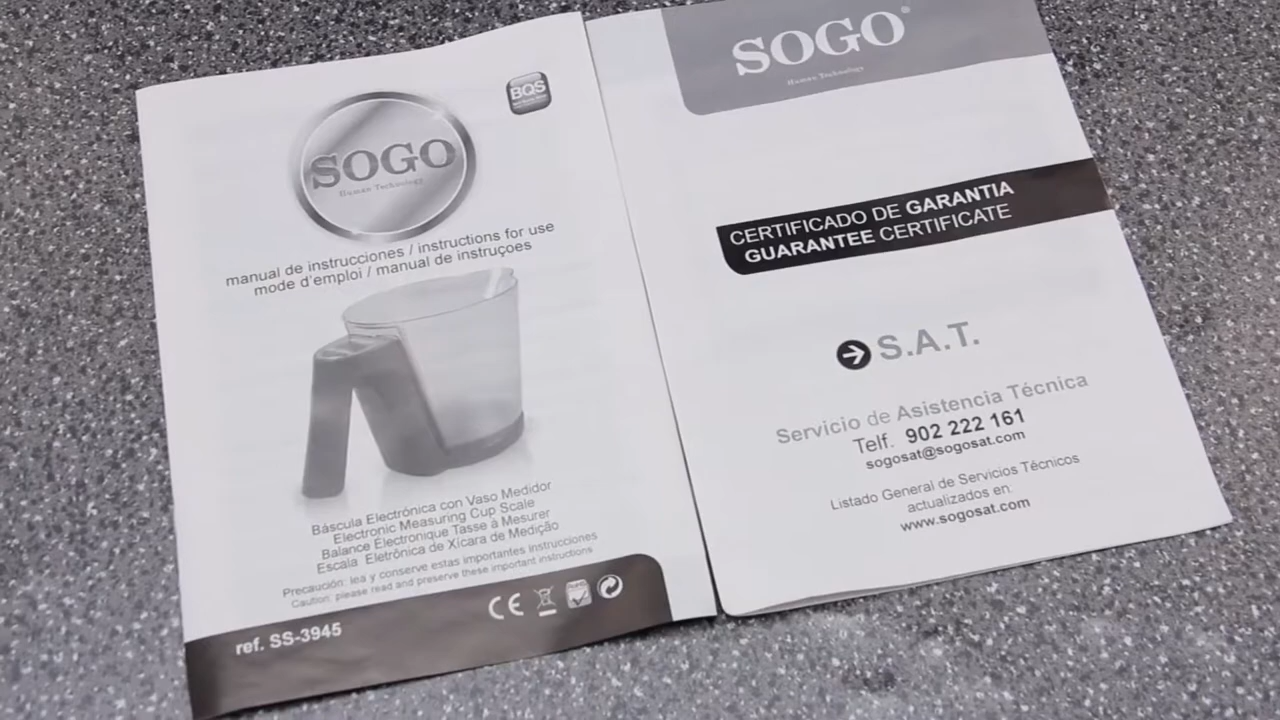 BQS
SOGO
Human Technology
manual de instrucciones / instructions for use
mode d'emploi / manual de instruçoes
Báscula Electrónica con Vaso Medidor
Electronic Measuring Cup Scale
Balance Électronique Tasse à Mesurer
Escala Eletrônica de Xícara de Medição
Precaución: lea y conserve estas importantes instrucciones
Caution: please read and preserve these important instructions
CE
ref. SS-3945
SOGO®
Human Technology
CERTIFICADO DE GARANTIA
GUARANTEE CERTIFICATE
S.A.T.
Servicio de Asistencia Técnica
Telf. 902 222 161
sogosat@sogosat.com
Listado General de Servicios Técnicos
actualizados en:
www.sogosat.com